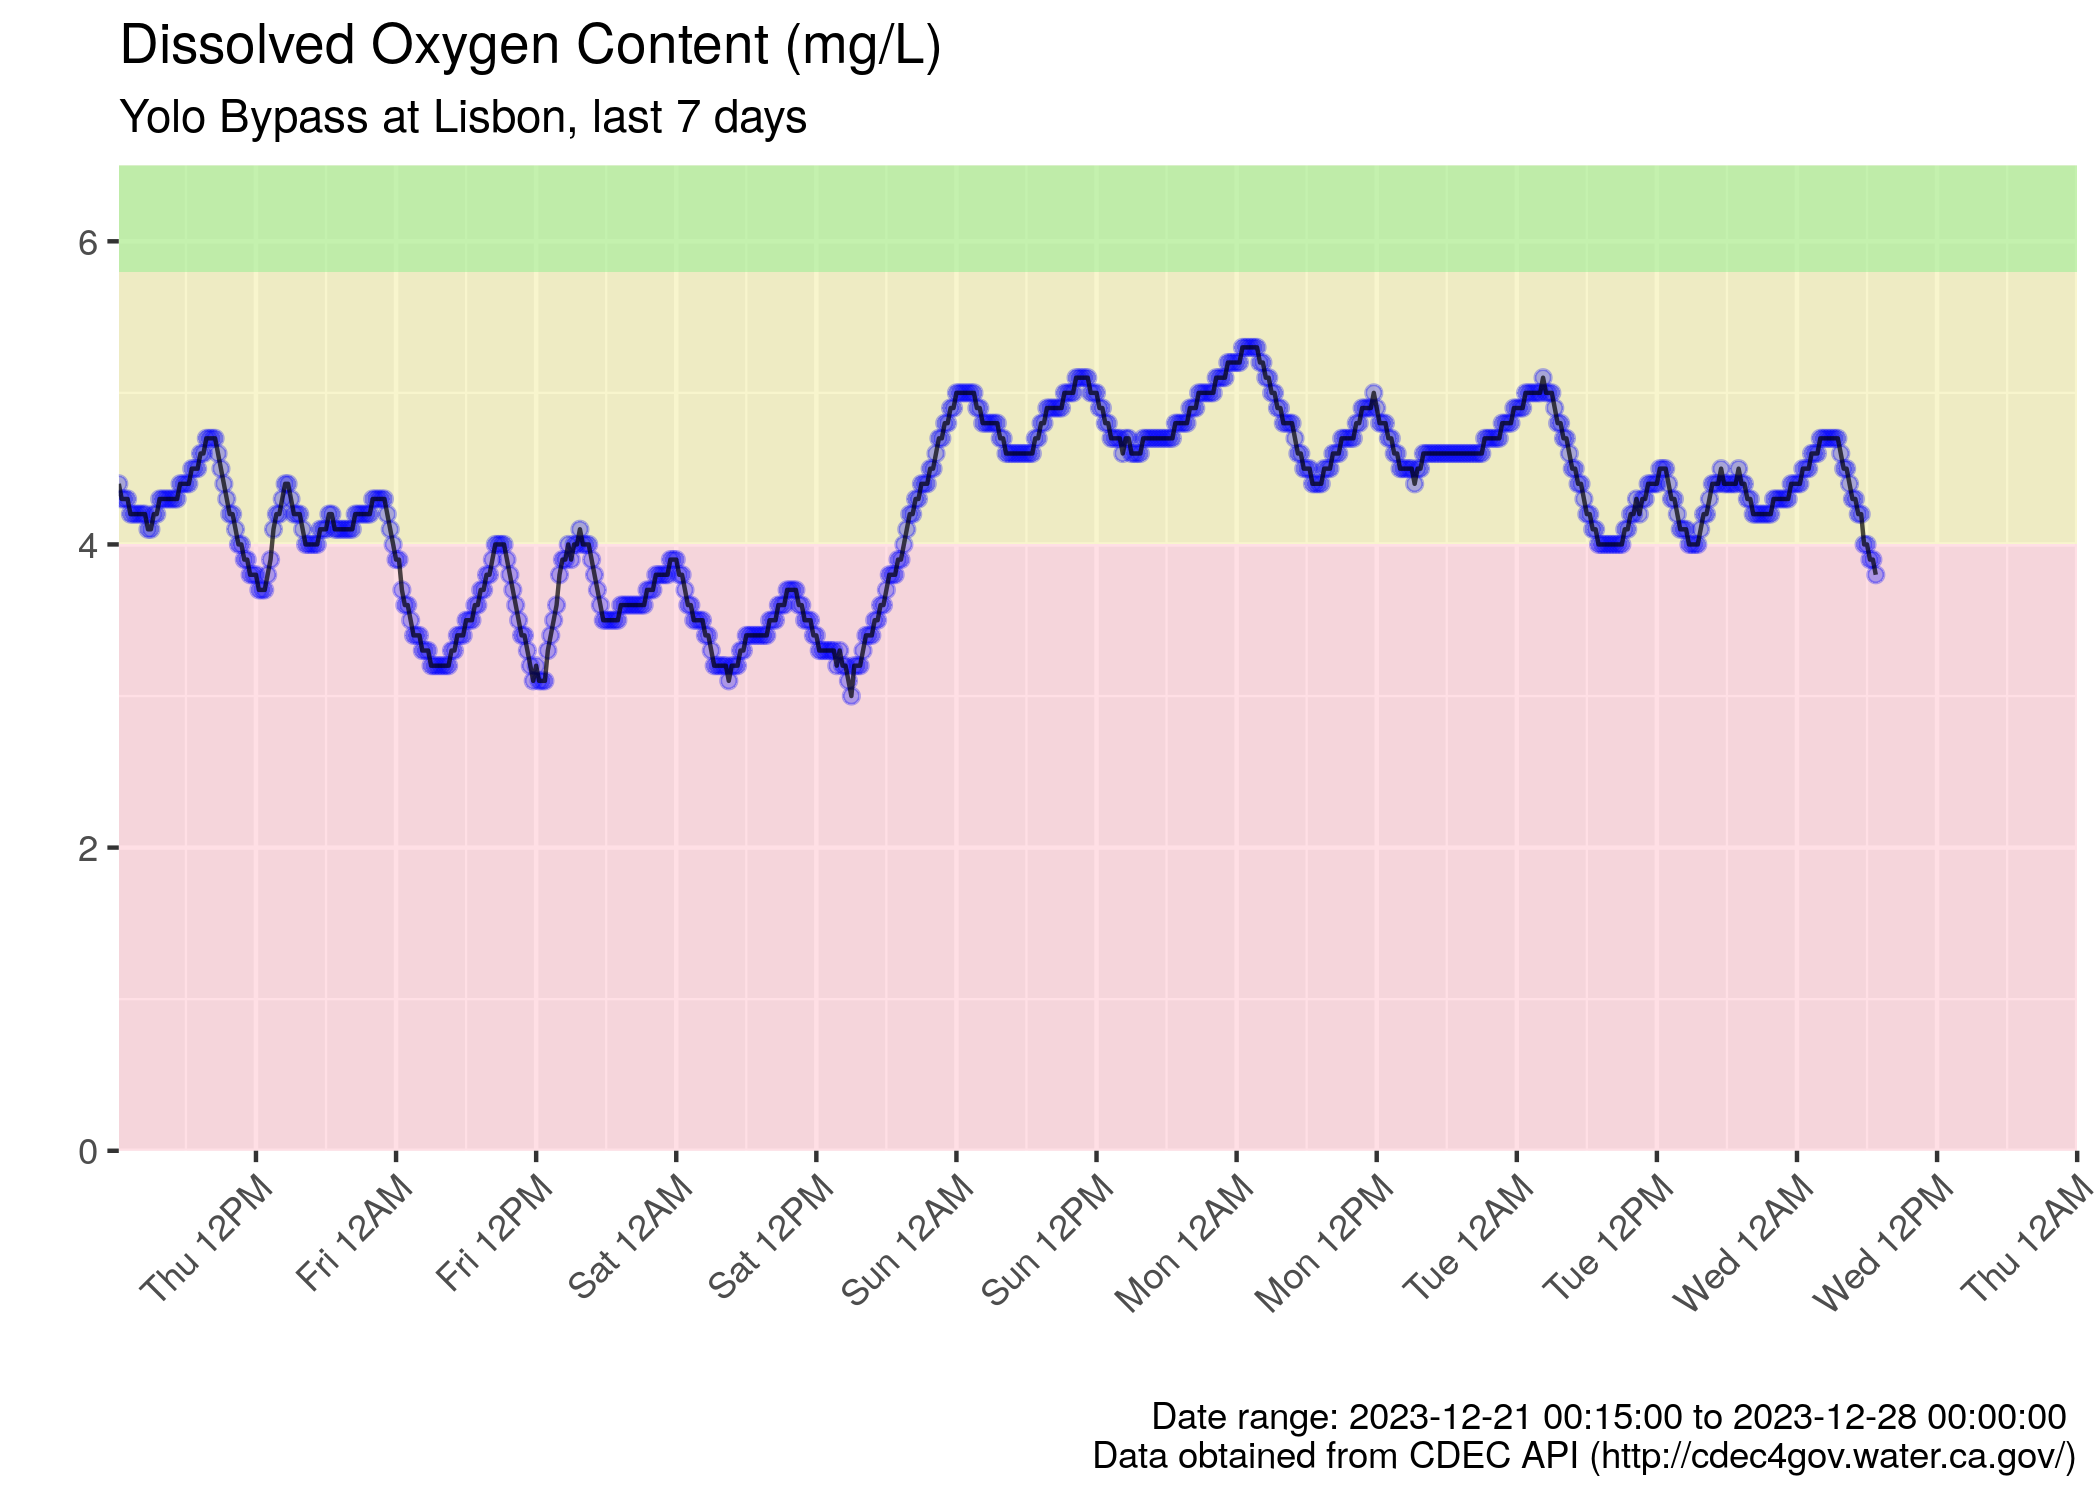 Dissolved Oxygen Content (mg/L)
Yolo Bypass at Lisbon, last 7 days
6
4
2
0
Thu 12PM
Fri 12AM
Fri 12PM
Sat 12AM
Sat 12PM
Sun 12AM
Sun 12PM
Mon 12AM
Mon 12PM
Tue 12AM
Tue 12PM
Wed 12AM
Wed 12PM
Thu 12AM
Date range: 2023-12-21 00:15:00 to 2023-12-28 00:00:00
Data obtained from CDEC API (http://cdec4gov.water.ca.gov/)